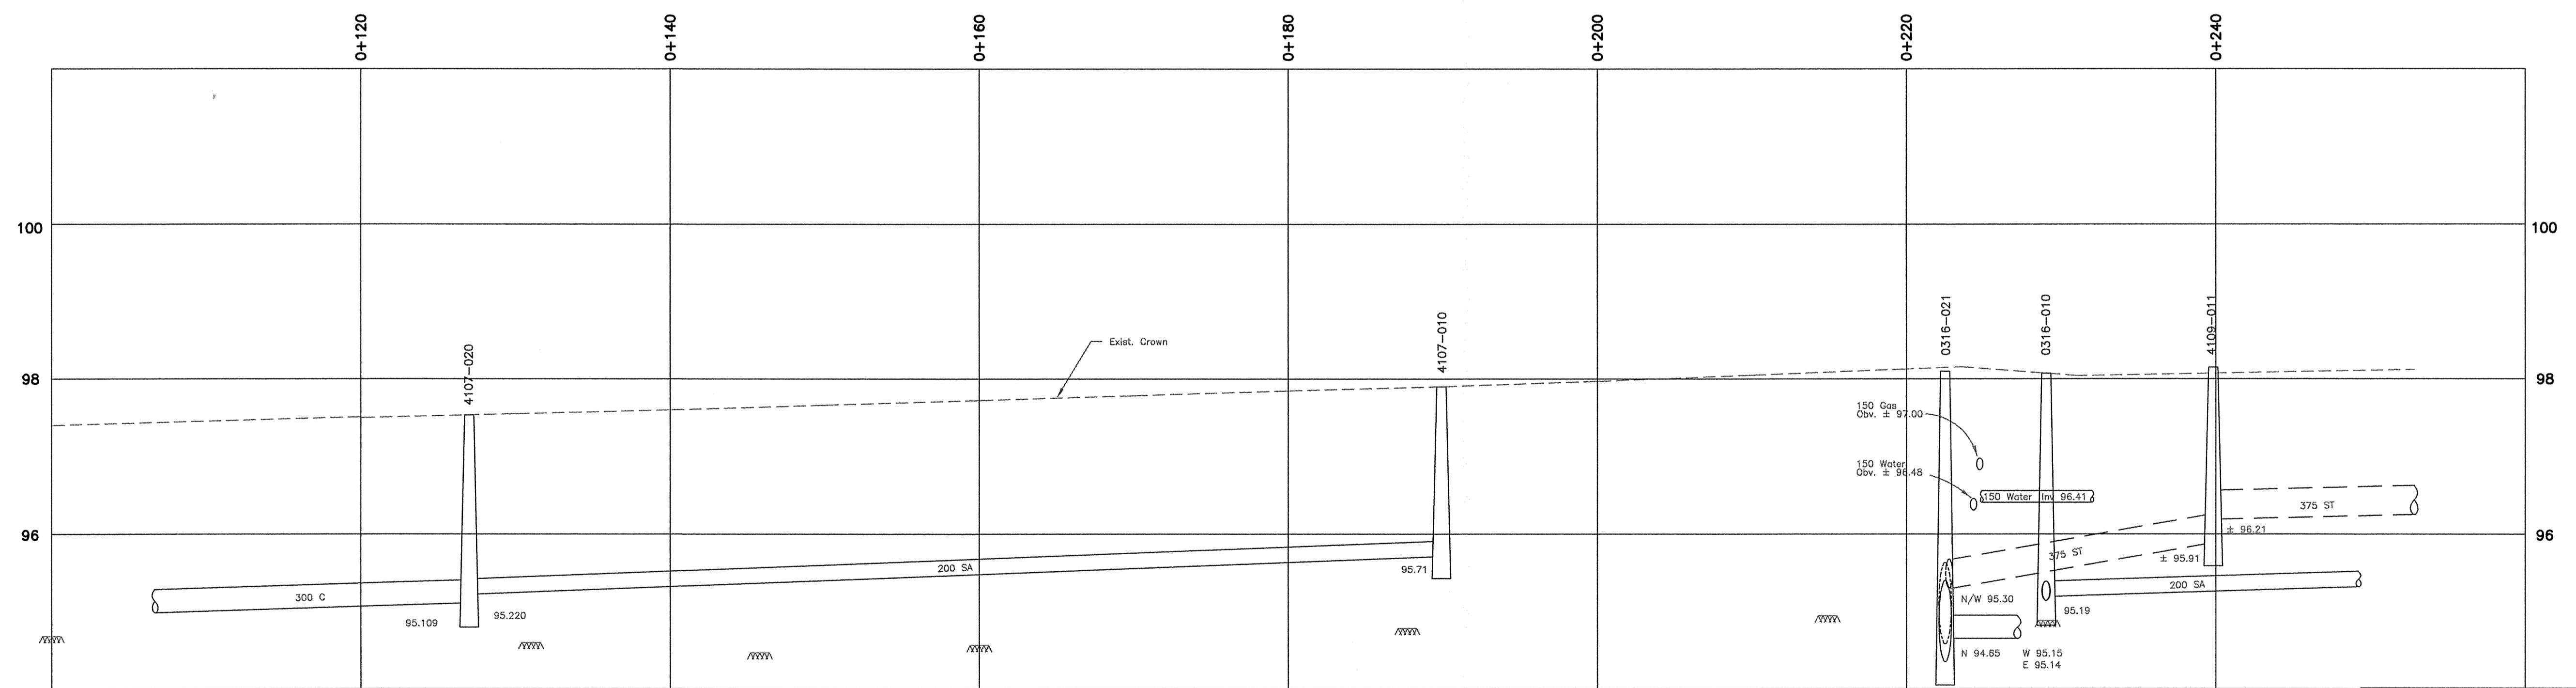 0+120
0+140
0+160
0+180
0+200
0+220
0+240
100
100
98
98
96
96
4107-020
4107-010
0316-021
0316-010
4109-011
Exist. Crown
150 Gas
Obv. ± 97.00
150 Water
Obv. ± 96.48
150 Water Inv 96.41
375 ST
± 96.21
375 ST
± 95.91
300 C
200 SA
95.71
200 SA
N/W 95.30
95.19
95.109
95.220
N 94.65
W 95.15
E 95.14